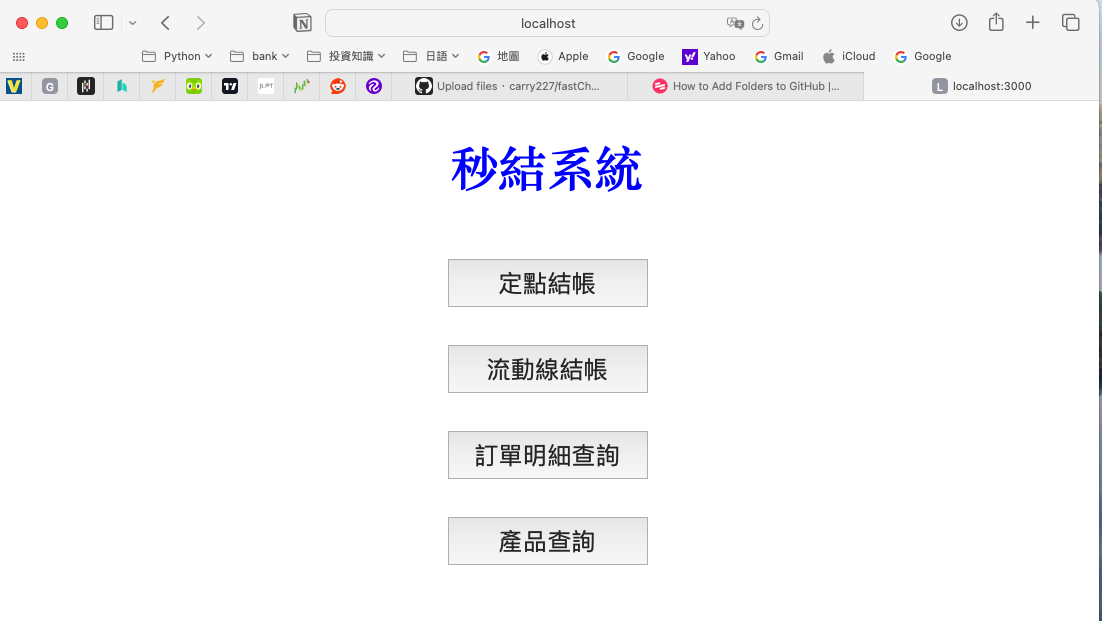 localhost
Python
bank
投資知識
日語
地圖
Apple
Google
Yahoo
Gmail
iCloud
Google
G
JLPT
Upload files · carry227/fastCh...
How to Add Folders to GitHub |...
L localhost:3000
秒結系統
定點結帳
流動線結帳
訂單明細查詢
產品查詢